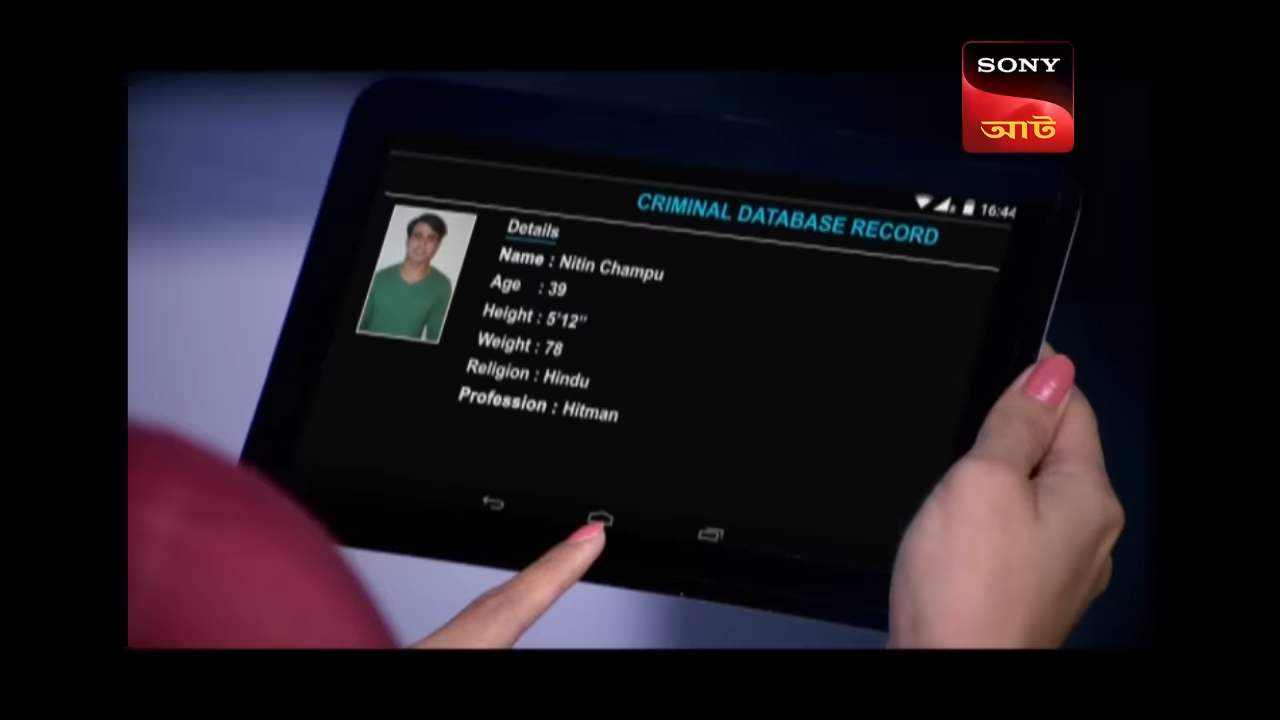 SONY
আট
16:44
CRIMINAL DATABASE RECORD
Details
Name : Nitin Champu
Age : 39
Height : 5'12"
Weight : 78
Religion : Hindu
Profession : Hitman